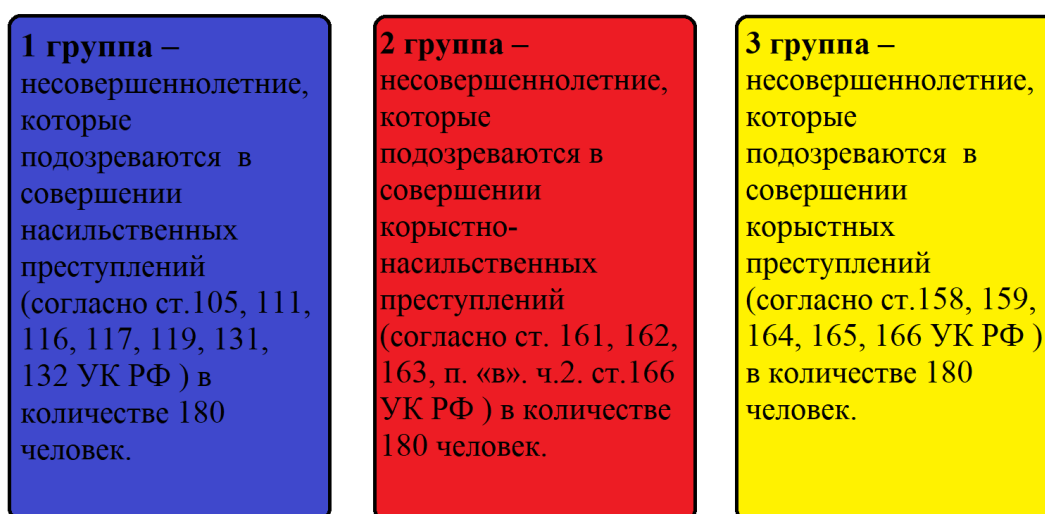 1 группа –
несовершеннолетние,
которые
подозреваются в
совершении
насильственных
преступлений
(согласно ст.105, 111,
116, 117, 119, 131,
132 УК РФ ) в
количестве 180
человек.
2 группа –
несовершеннолетние,
которые
подозреваются в
совершении
корыстно-
насильственных
преступлений
(согласно ст. 161, 162,
163, п. «в». ч.2. ст.166
УК РФ ) в количестве
180 человек.
3 группа –
несовершеннолетние,
которые
подозреваются в
совершении
корыстных
преступлений
(согласно ст.158, 159,
164, 165, 166 УК РФ )
в количестве 180
человек.